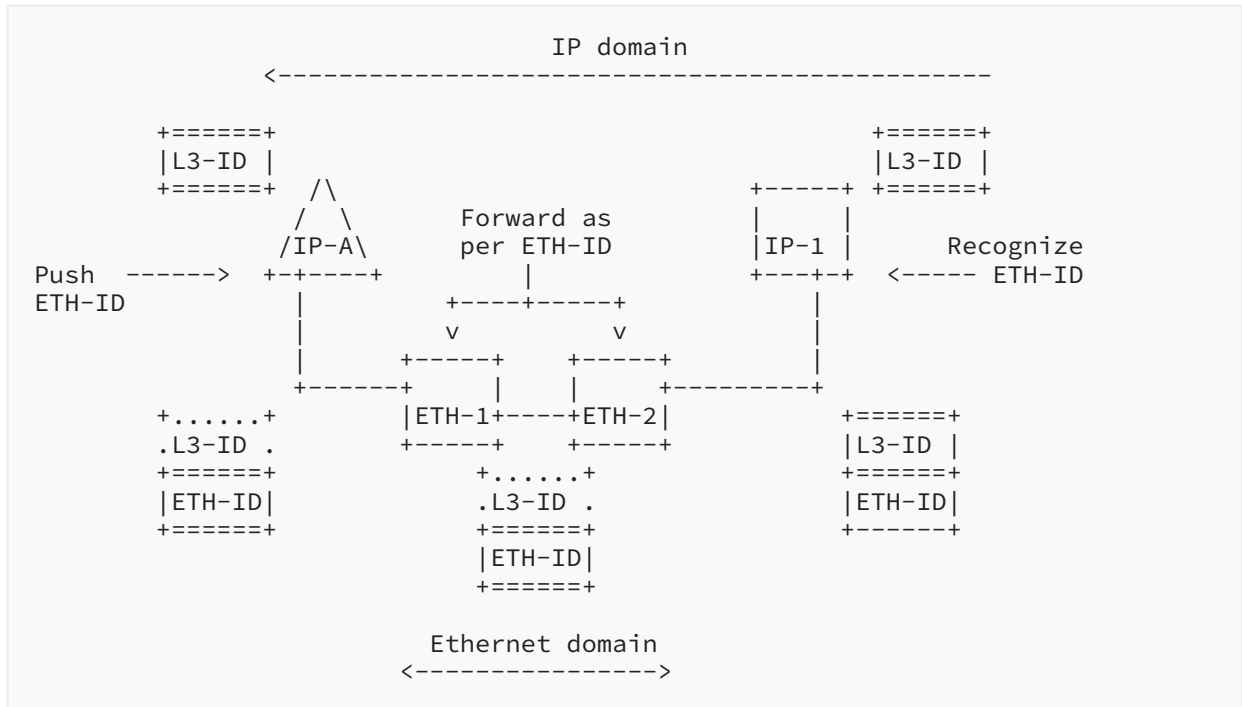 IP domain
               <-----------------------------------------------

        +======+                                       +======+
        |L3-ID |                                       |L3-ID |
        +======+  /\                           +-----+ +======+
                 /  \       Forward as         |     |
                /IP-A\      per ETH-ID         |IP-1 |      Recognize
Push  ------>  +-+----+         |              +---+-+  <----- ETH-ID
ETH-ID           |         +----+-----+            |
                 |         v          v            |
                 |      +-----+    +-----+         |
                 +------+     |    |     +---------+
        +......+        |ETH-1+----+ETH-2|           +======+
        .L3-ID .        +-----+    +-----+           |L3-ID |
        +======+             +......+                +======+
        |ETH-ID|             .L3-ID .                |ETH-ID|
        +======+             +======+                +------+
                             |ETH-ID|
                             +======+

                          Ethernet domain
                        <---------------->